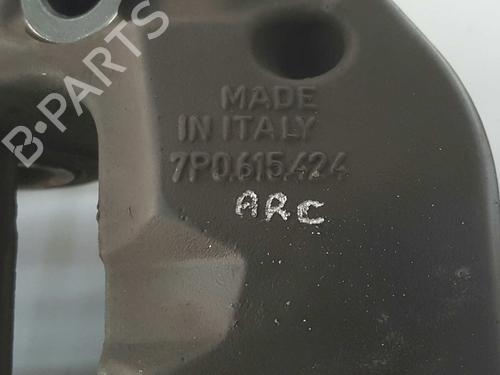 B-PARTS
MADE
IN ITALY
7P0.615.424
ARC